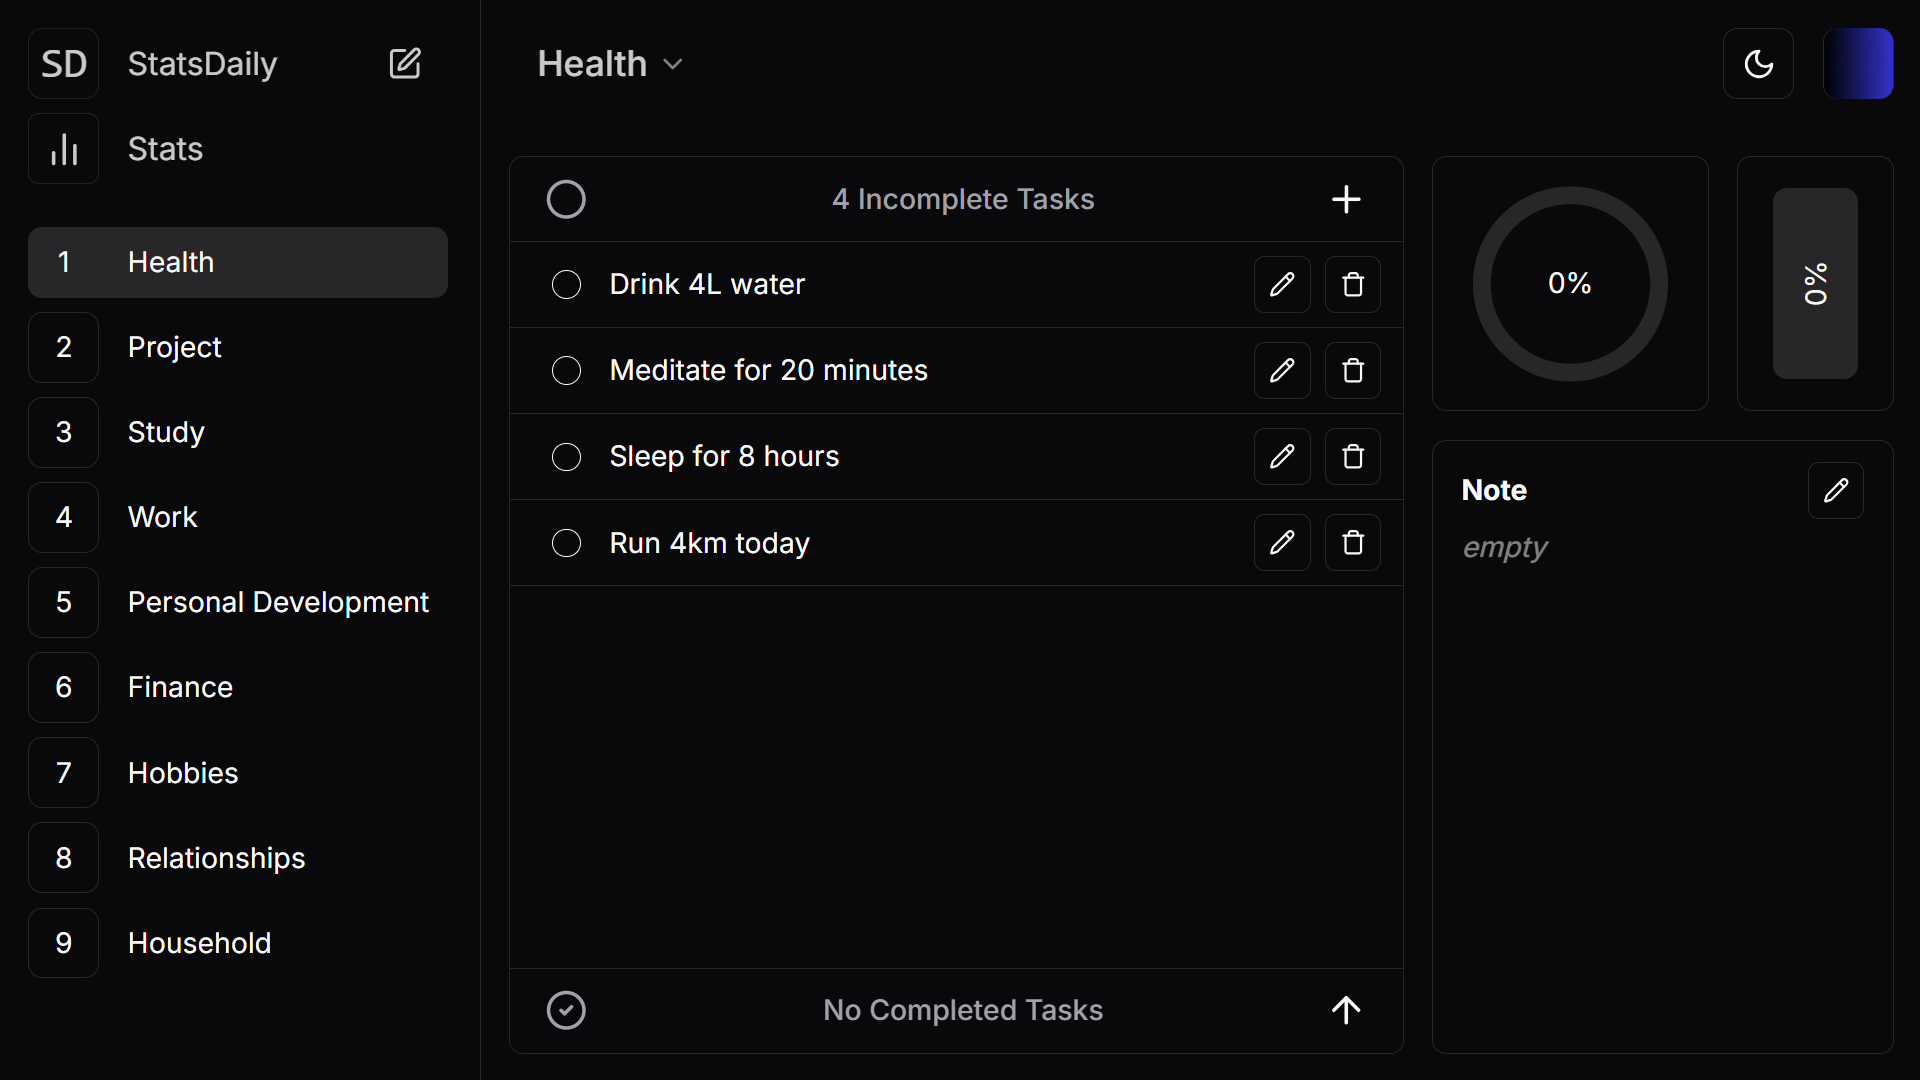 SD StatsDaily
Stats
1 Health
2 Project
3 Study
4 Work
5 Personal Development
6 Finance
7 Hobbies
8 Relationships
9 Household
Health
4 Incomplete Tasks
Drink 4L water
Meditate for 20 minutes
Sleep for 8 hours
Run 4km today
No Completed Tasks
0%
0%
Note
empty